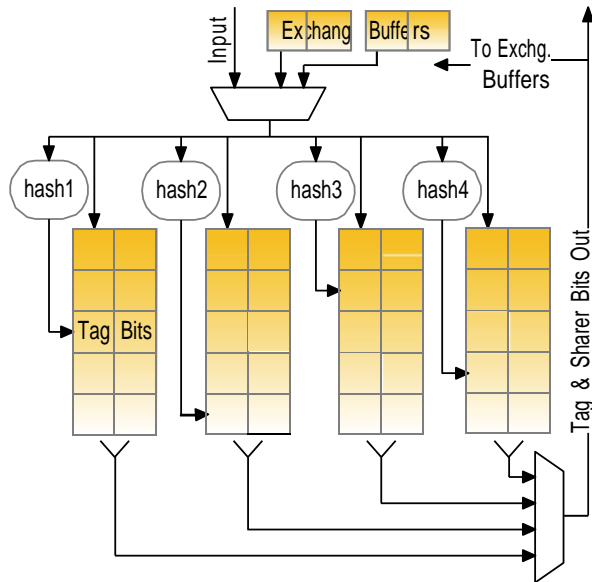 Input
Exchang Buffers
To Exchg.
Buffers
hash1
hash2
hash3
hash4
Tag Bits
Tag & Sharer Bits Out